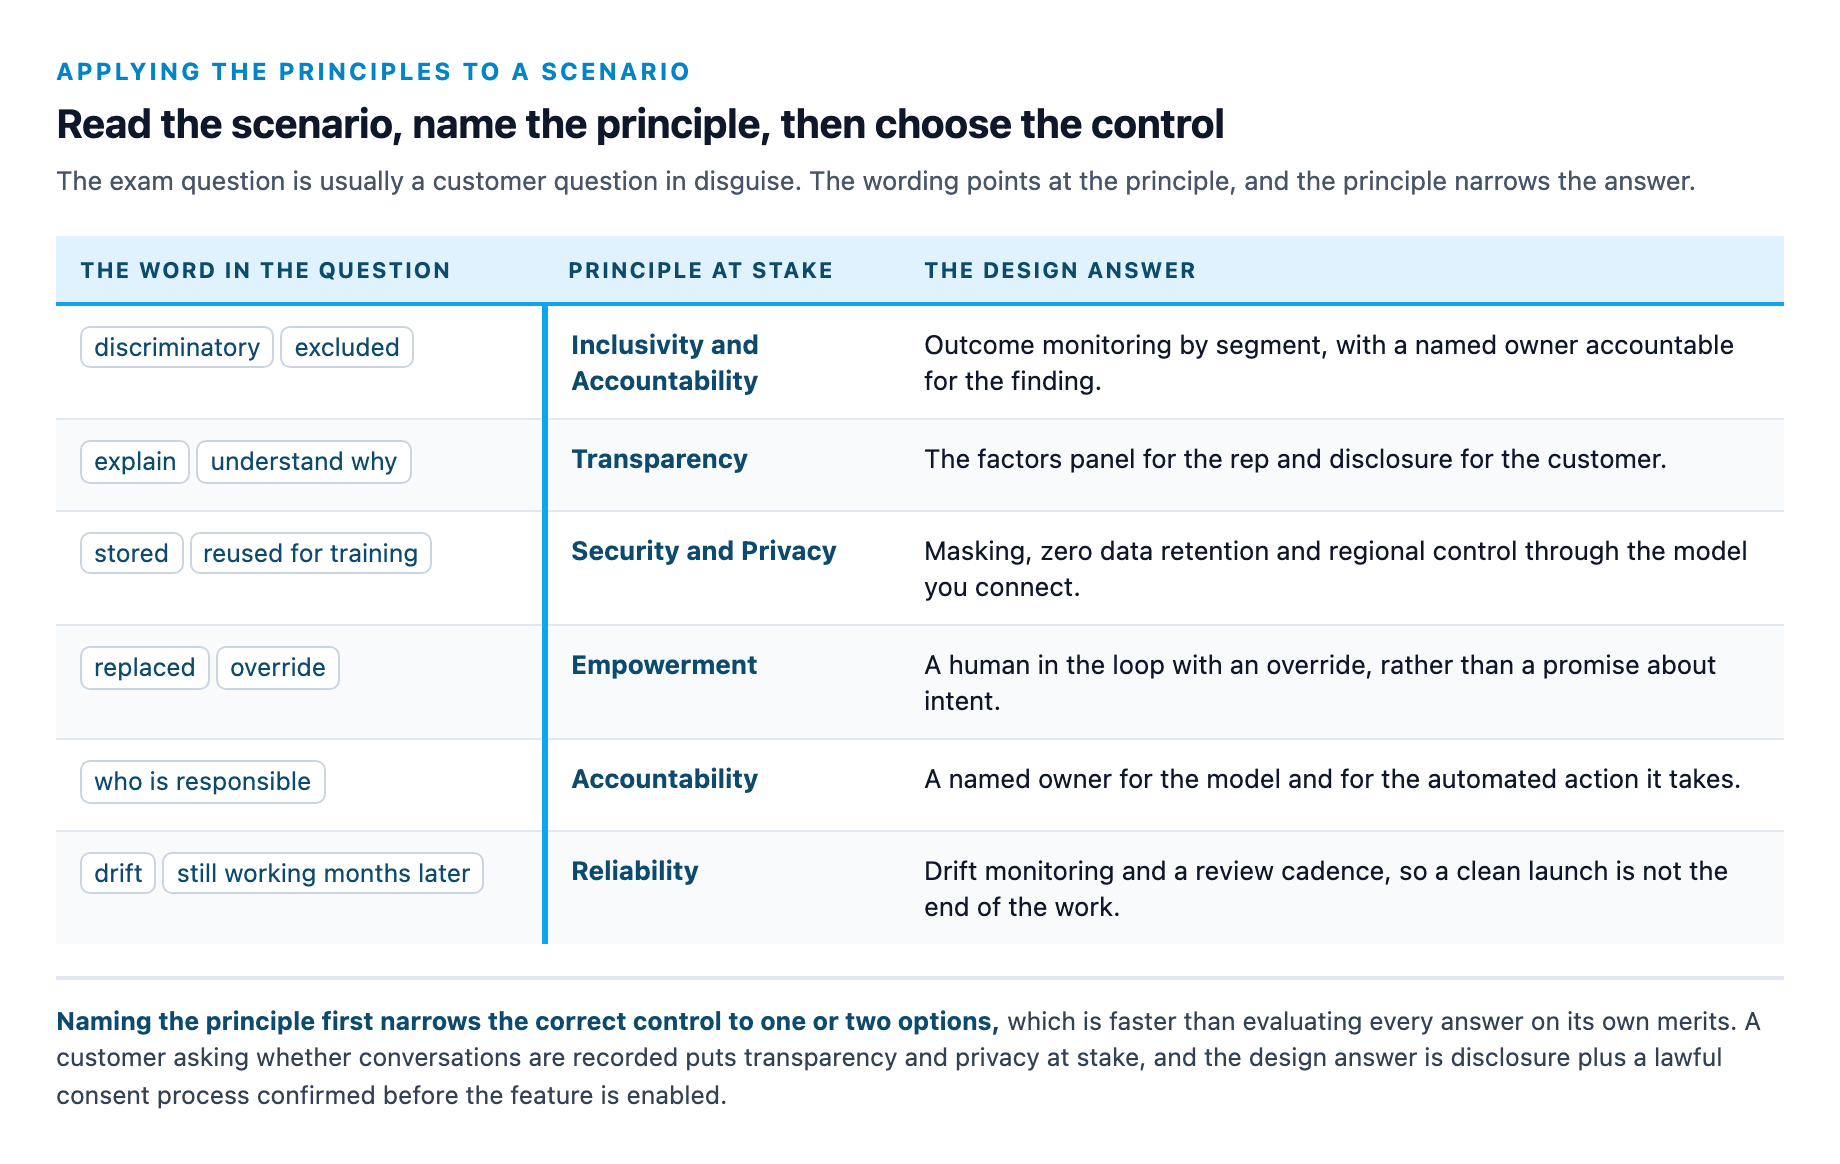 APPLYING THE PRINCIPLES TO A SCENARIO
Read the scenario, name the principle, then choose the control
The exam question is usually a customer question in disguise. The wording points at the principle, and the principle narrows the answer.
THE WORD IN THE QUESTION PRINCIPLE AT STAKE THE DESIGN ANSWER
discriminatory excluded
Inclusivity and
Accountability
Outcome monitoring by segment, with a named owner accountable
for the finding.
explain understand why
Transparency
The factors panel for the rep and disclosure for the customer.
stored reused for training
Security and Privacy
Masking, zero data retention and regional control through the model
you connect.
replaced override
Empowerment
A human in the loop with an override, rather than a promise about
intent.
who is responsible
Accountability
A named owner for the model and for the automated action it takes.
drift still working months later
Reliability
Drift monitoring and a review cadence, so a clean launch is not the
end of the work.
Naming the principle first narrows the correct control to one or two options, which is faster than evaluating every answer on its own merits. A
customer asking whether conversations are recorded puts transparency and privacy at stake, and the design answer is disclosure plus a lawful
consent process confirmed before the feature is enabled.